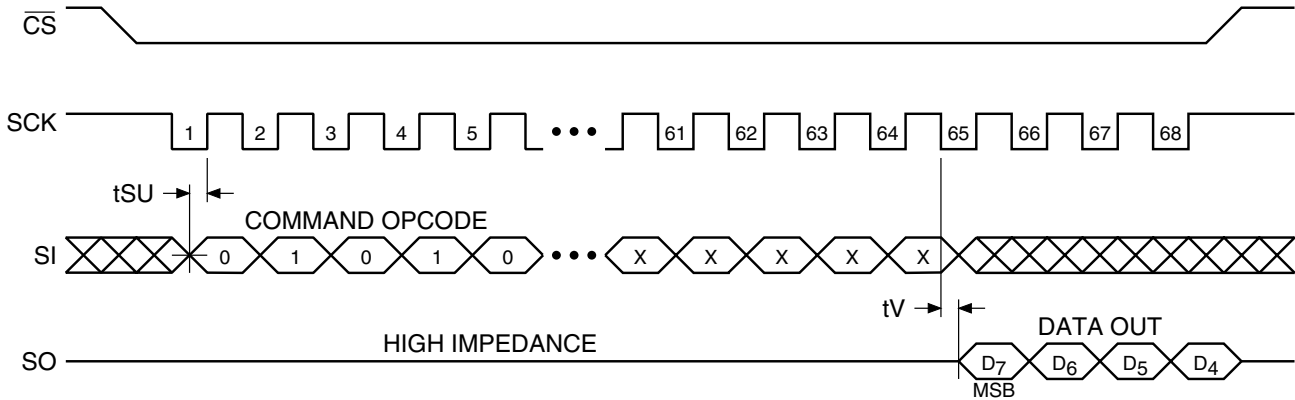 CS
SCK 1 2 3 4 5 ••• 61 62 63 64 65 66 67 68
tSU
COMMAND OPCODE
SI 0 1 0 1 0 ••• X X X X X
tV
HIGH IMPEDANCE
DATA OUT
SO D7 D6 D5 D4
MSB